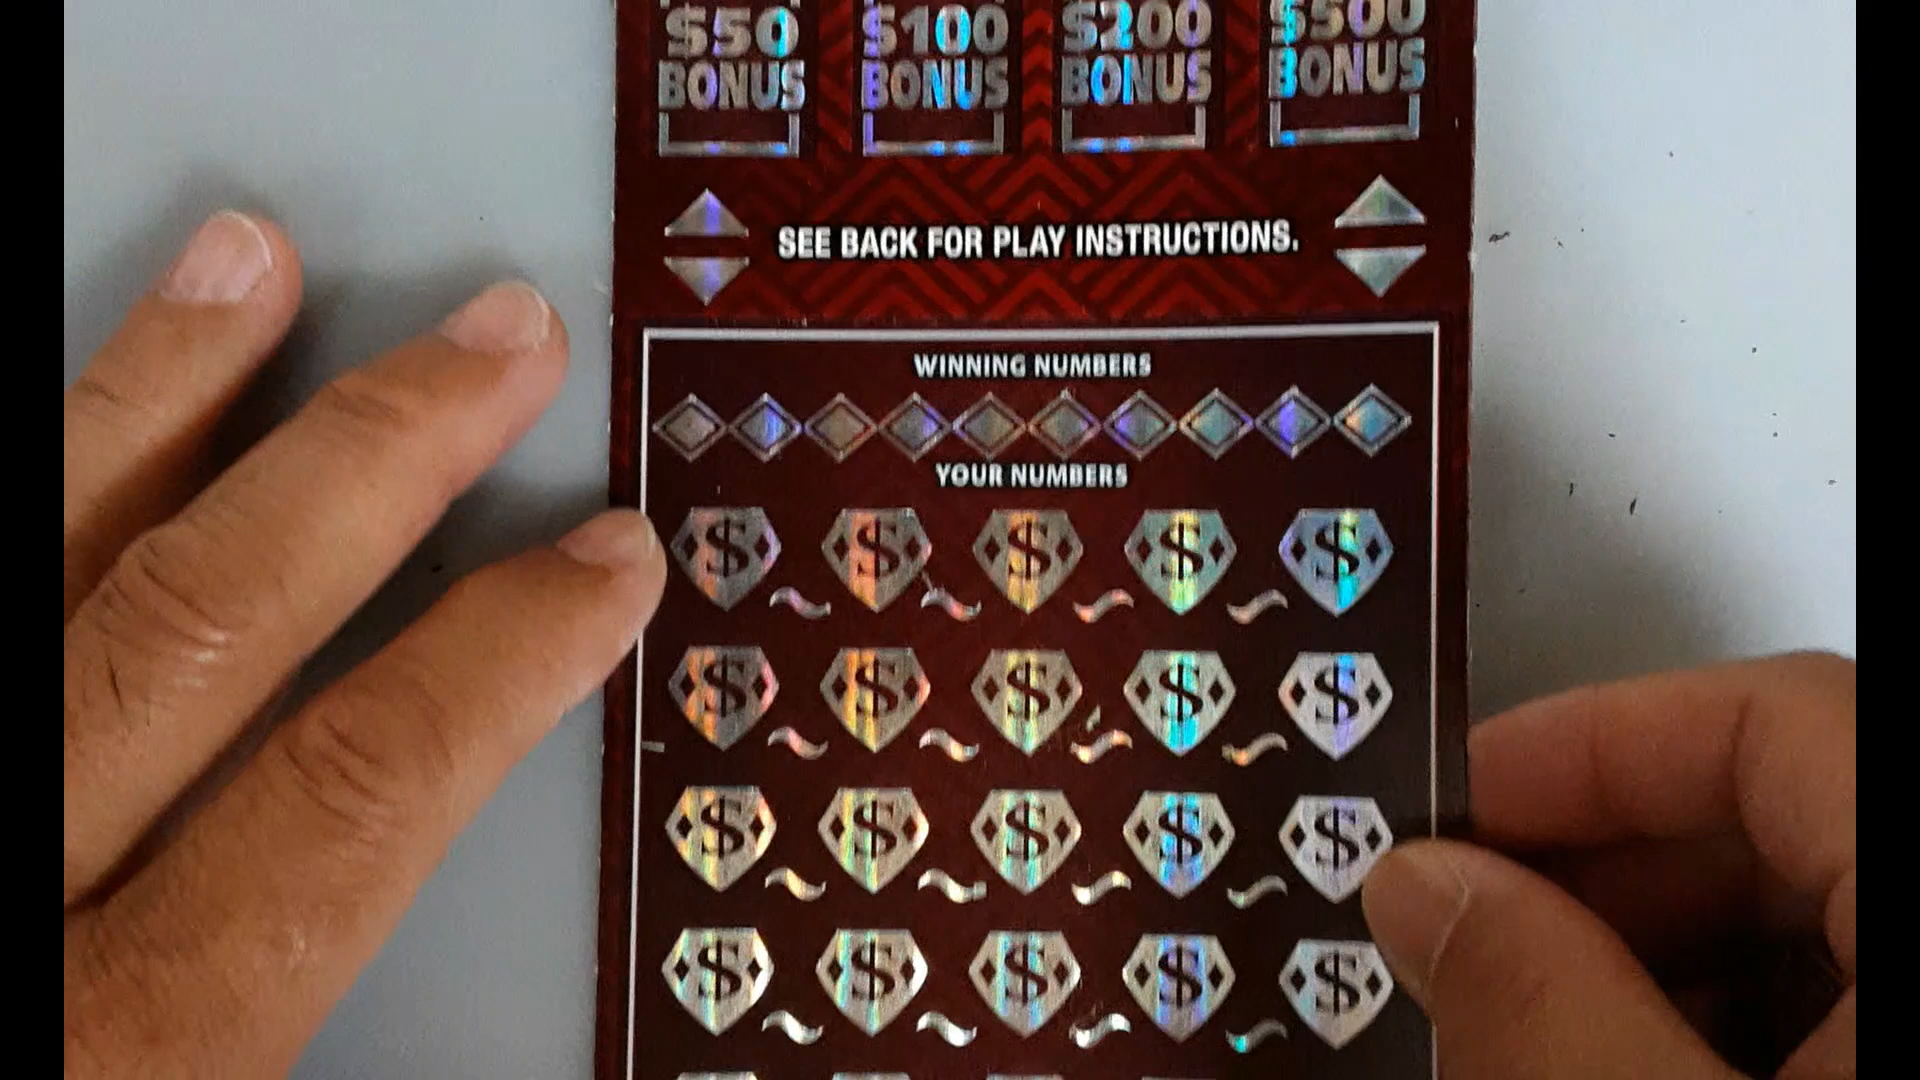 $50 $100 $200 $500
BONUS BONUS BONUS BONUS
SEE BACK FOR PLAY INSTRUCTIONS.
WINNING NUMBERS
YOUR NUMBERS
$ $ $ $ $
$ $ $ $ $
$ $ $ $ $
$ $ $ $ $